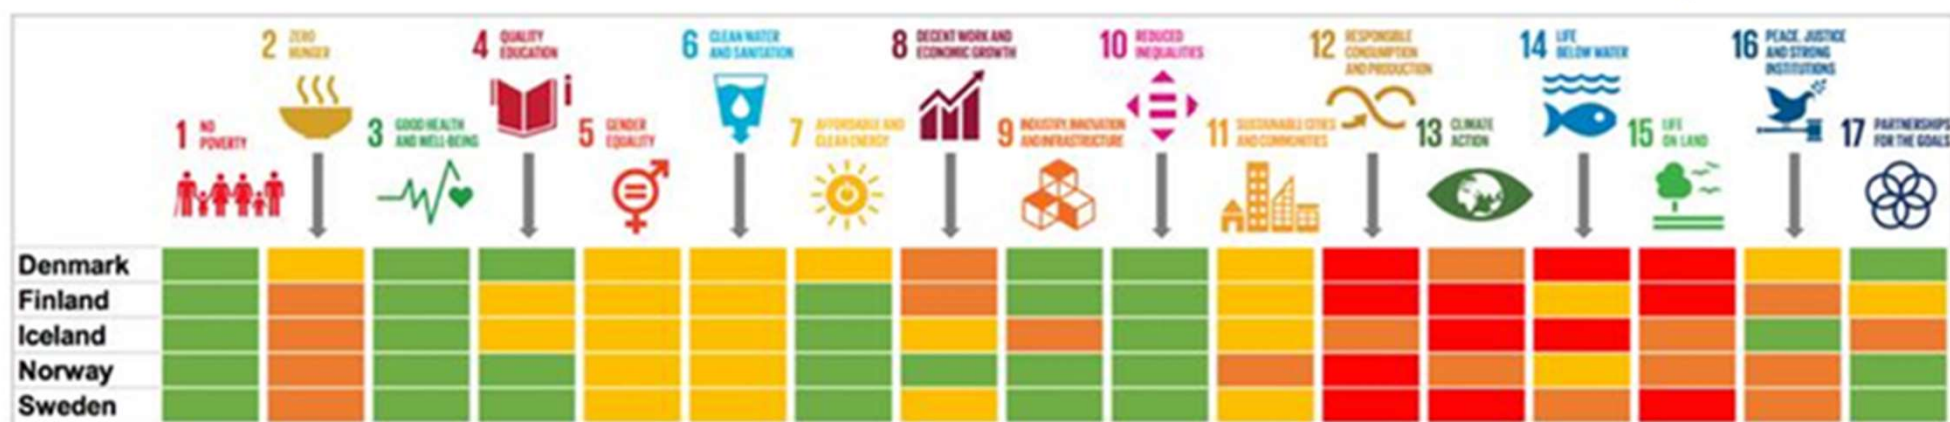 1 NO
POVERTY
2 ZERO
HUNGER
3 GOOD HEALTH
AND WELL-BEING
4 QUALITY
EDUCATION
5 GENDER
EQUALITY
6 CLEAN WATER
AND SANITATION
7 AFFORDABLE AND
CLEAN ENERGY
8 DECENT WORK AND
ECONOMIC GROWTH
9 INDUSTRY, INNOVATION
AND INFRASTRUCTURE
10 REDUCED
INEQUALITIES
11 SUSTAINABLE CITIES
AND COMMUNITIES
12 RESPONSIBLE
CONSUMPTION
AND PRODUCTION
13 CLIMATE
ACTION
14 LIFE
BELOW WATER
15 LIFE
ON LAND
16 PEACE, JUSTICE
AND STRONG
INSTITUTIONS
17 PARTNERSHIPS
FOR THE GOALS
Denmark
Finland
Iceland
Norway
Sweden